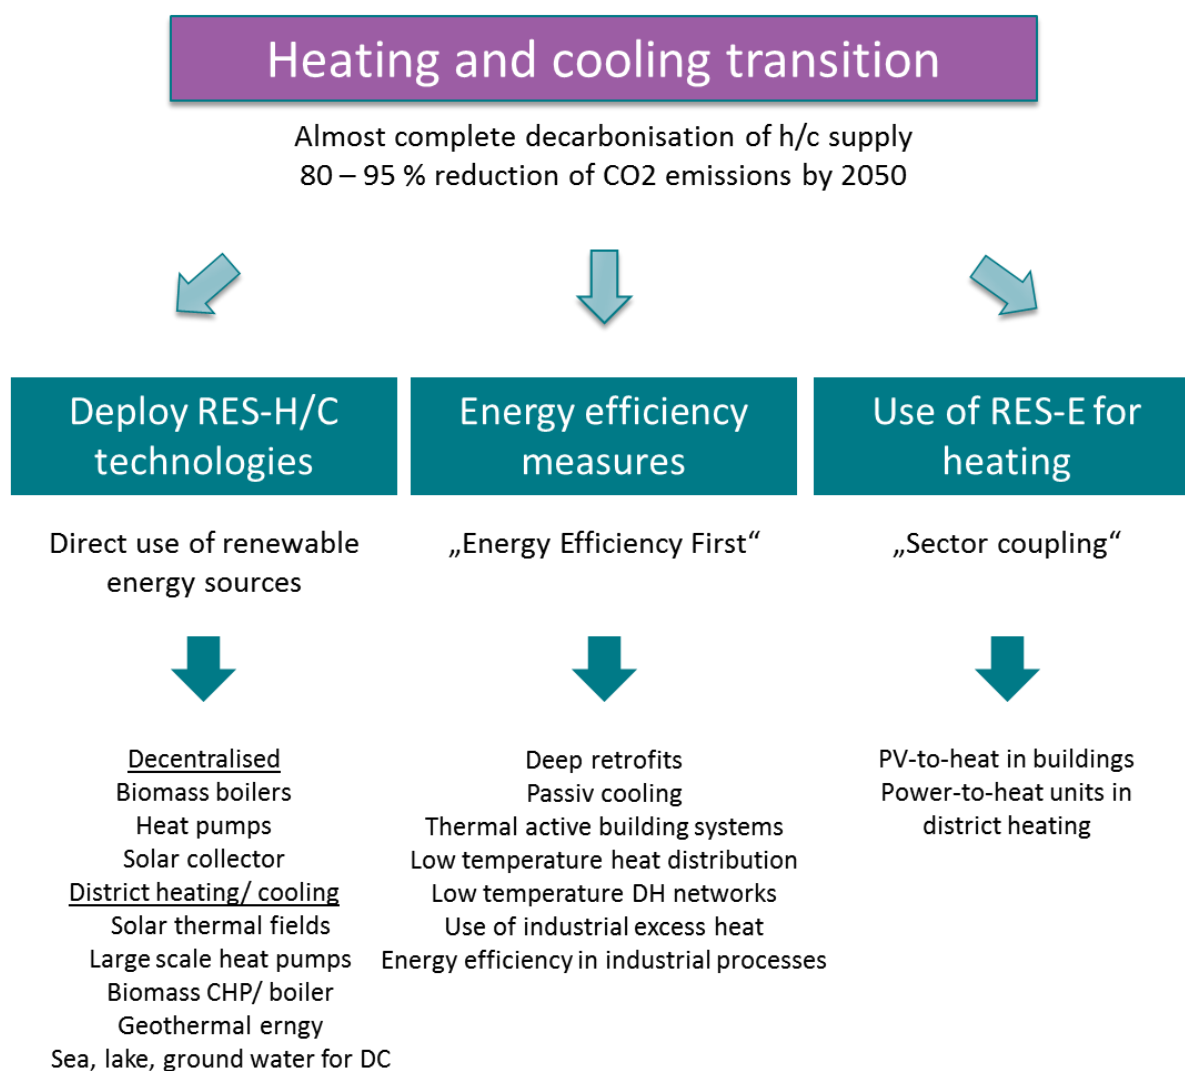 Heating and cooling transition
Almost complete decarbonisation of h/c supply
80 – 95 % reduction of CO2 emissions by 2050
Deploy RES-H/C
technologies
Direct use of renewable
energy sources
Decentralised
Biomass boilers
Heat pumps
Solar collector
District heating/ cooling
Solar thermal fields
Large scale heat pumps
Biomass CHP/ boiler
Geothermal erngy
Sea, lake, ground water for DC
Energy efficiency
measures
„Energy Efficiency First“
Deep retrofits
Passiv cooling
Thermal active building systems
Low temperature heat distribution
Low temperature DH networks
Use of industrial excess heat
Energy efficiency in industrial processes
Use of RES-E for
heating
„Sector coupling“
PV-to-heat in buildings
Power-to-heat units in
district heating